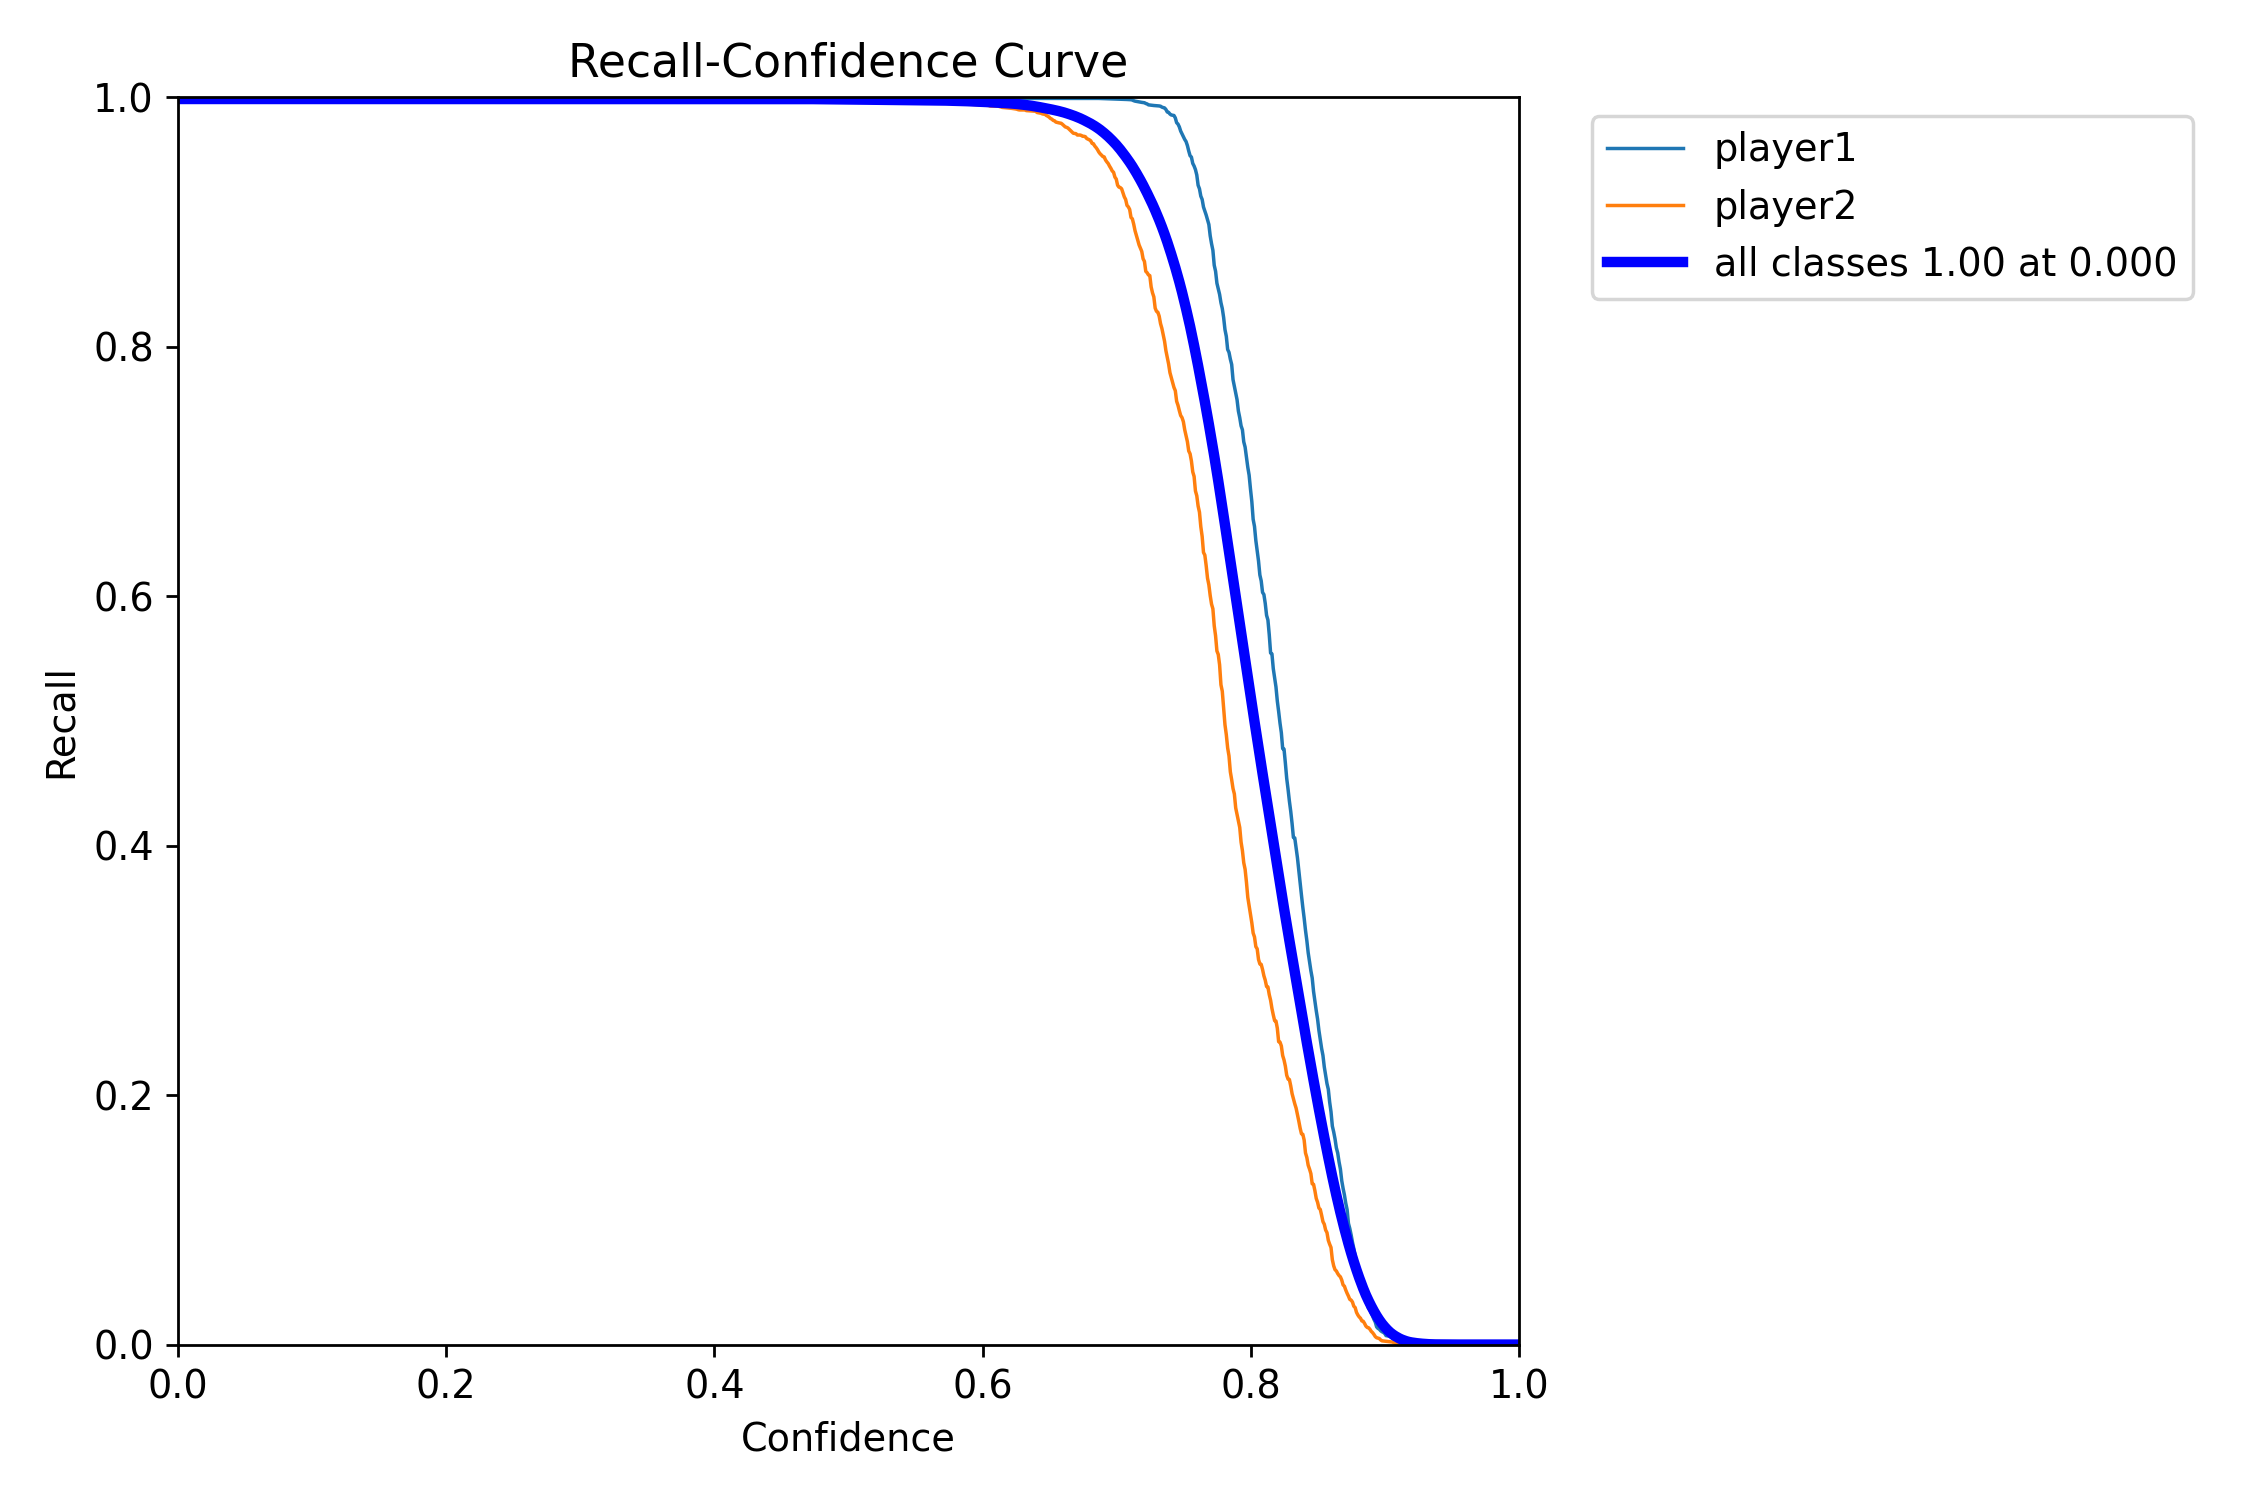 Recall-Confidence Curve
1.0
0.8
0.6
0.4
0.2
0.0
Recall
0.0 0.2 0.4 0.6 0.8 1.0
Confidence
player1
player2
all classes 1.00 at 0.000